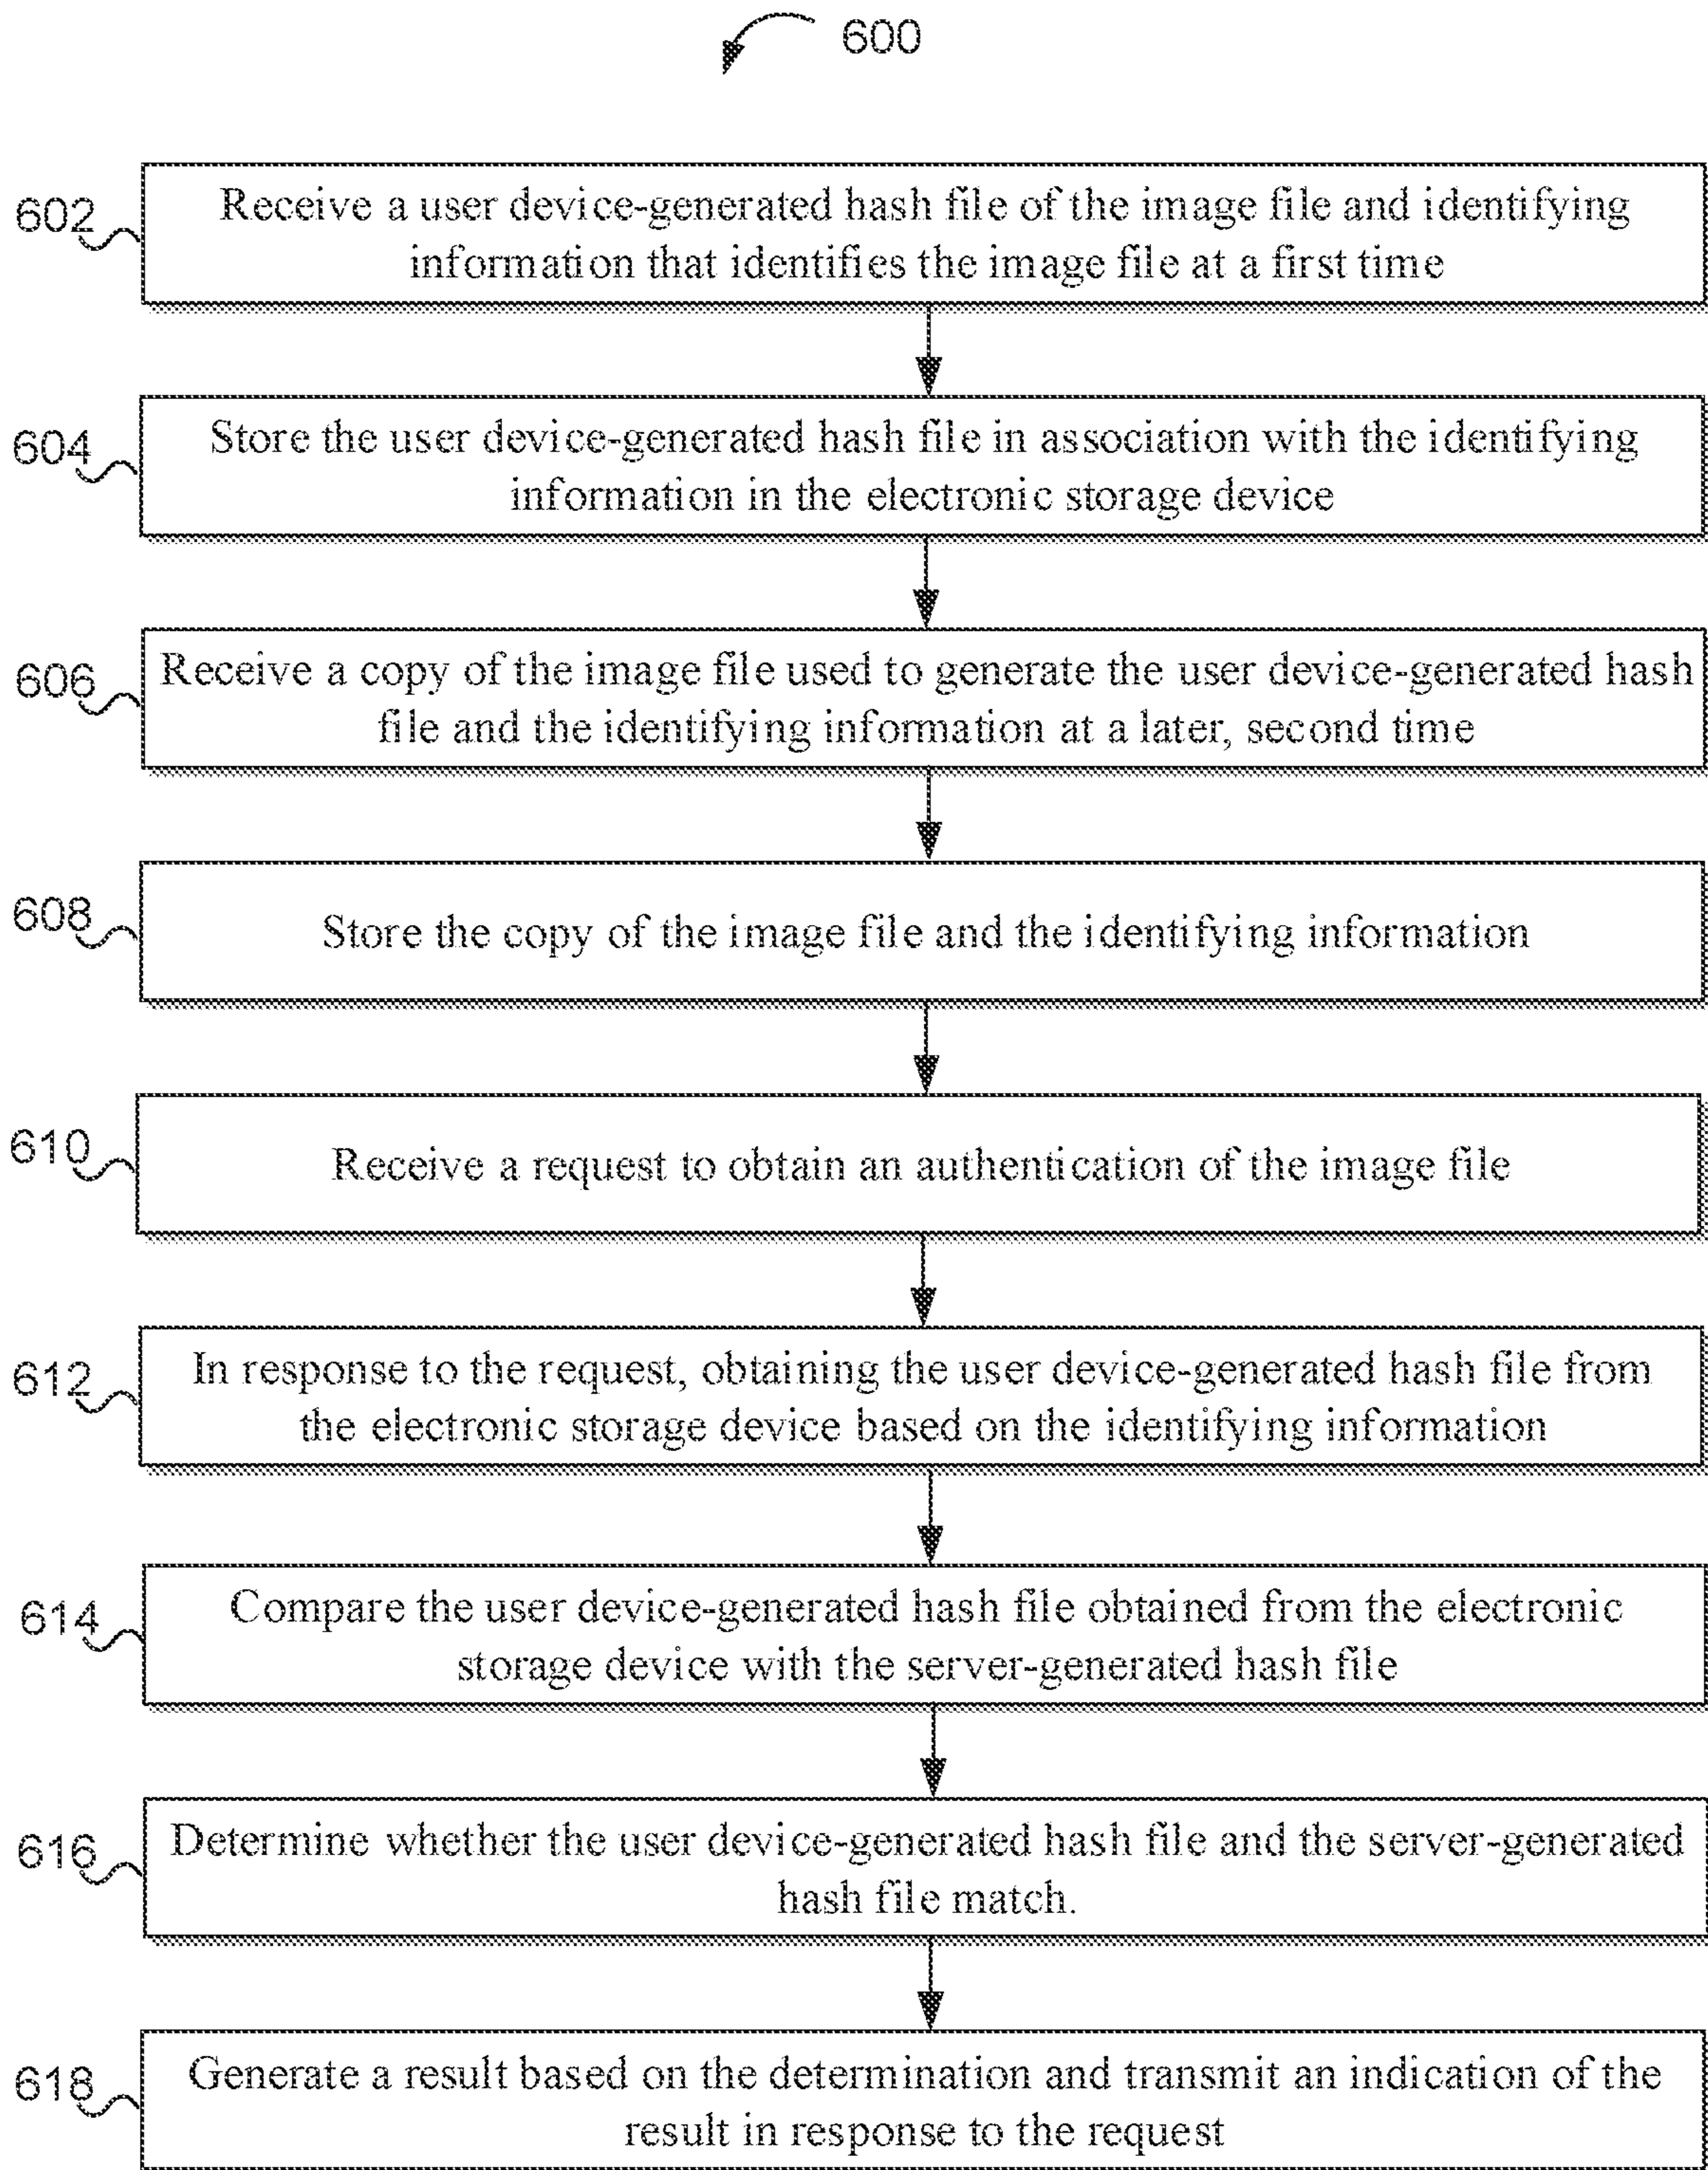 600
602
Receive a user device-generated hash file of the image file and identifying
information that identifies the image file at a first time
604
Store the user device-generated hash file in association with the identifying
information in the electronic storage device
606
Receive a copy of the image file used to generate the user device-generated hash
file and the identifying information at a later, second time
608
Store the copy of the image file and the identifying information
610
Receive a request to obtain an authentication of the image file
612
In response to the request, obtaining the user device-generated hash file from
the electronic storage device based on the identifying information
614
Compare the user device-generated hash file obtained from the electronic
storage device with the server-generated hash file
616
Determine whether the user device-generated hash file and the server-generated
hash file match.
618
Generate a result based on the determination and transmit an indication of the
result in response to the request